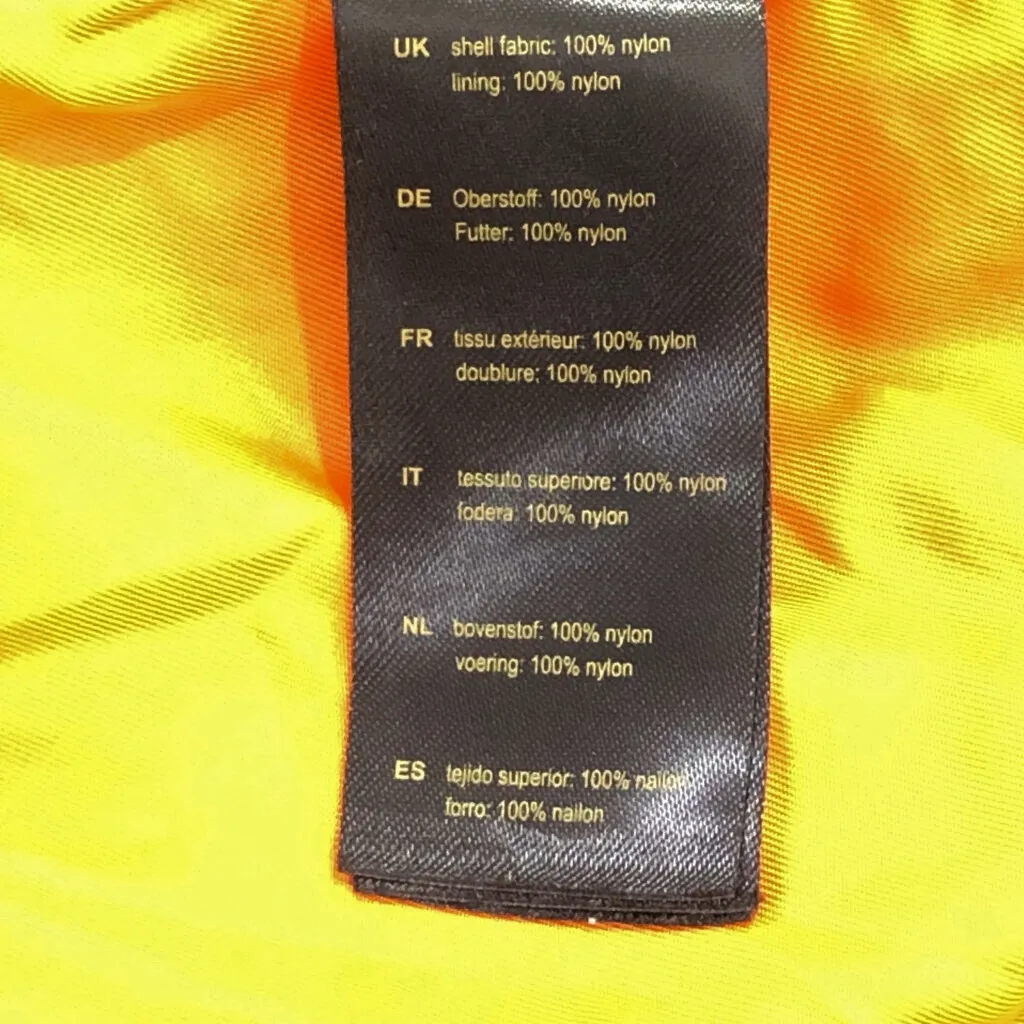 UK shell fabric: 100% nylon
lining: 100% nylon
DE Oberstoff: 100% nylon
Futter: 100% nylon
FR tissu extérieur: 100% nylon
doublure: 100% nylon
IT tessuto superiore: 100% nylon
fodera: 100% nylon
NL bovenstof: 100% nylon
voering: 100% nylon
ES tejido superior: 100% nailon
forro: 100% nailon